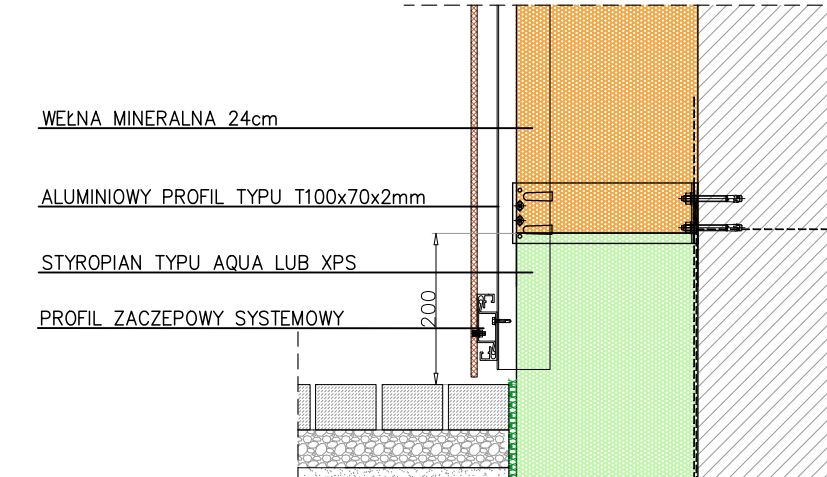 WEŁNA MINERALNA 24cm
ALUMINIOWY PROFIL TYPU T100x70x2mm
STYROPIAN TYPU AQUA LUB XPS
200
PROFIL ZACZEPOWY SYSTEMOWY